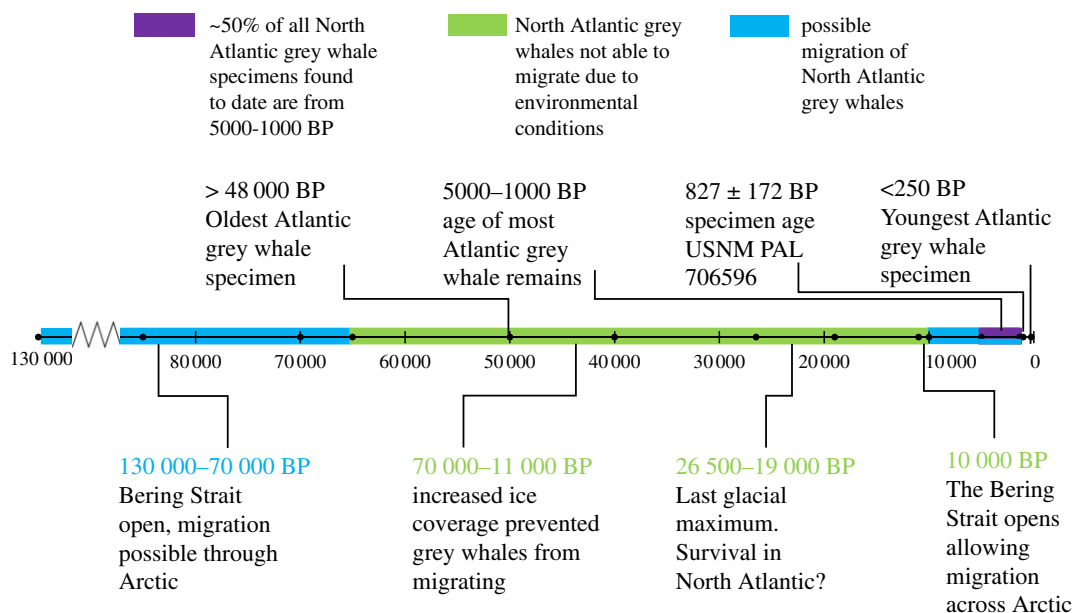 ~50% of all North
Atlantic grey whale
specimens found
to date are from
5000-1000 BP
North Atlantic grey
whales not able to
migrate due to
environmental
conditions
possible
migration of
North Atlantic
grey whales
> 48 000 BP
Oldest Atlantic
grey whale
specimen
5000–1000 BP
age of most
Atlantic grey
whale remains
827 ± 172 BP
specimen age
USNM PAL
706596
<250 BP
Youngest Atlantic
grey whale
specimen
130 000 80 000 70 000 60 000 50 000 40 000 30 000 20 000 10 000 0
130 000–70 000 BP
Bering Strait
open, migration
possible through
Arctic
70 000–11 000 BP
increased ice
coverage prevented
grey whales from
migrating
26 500–19 000 BP
Last glacial
maximum.
Survival in
North Atlantic?
10 000 BP
The Bering
Strait opens
allowing
migration
across Arctic